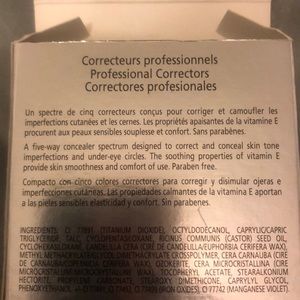 Correcteurs professionnels
Professional Correctors
Correctores profesionales
Un spectre de cinq correcteurs conçus pour corriger et camoufler les
imperfections cutanées et les cernes. Les propriétés apaisantes de la vitamine E
procurent aux peaux sensibles souplesse et confort. Sans parabènes.
A five-way concealer spectrum designed to correct and conceal skin tone
imperfections and under-eye circles. The soothing properties of vitamin E
provide skin smoothness and comfort of use. Paraben free.
Compacto con cinco colores correctores para corregir y disimular ojeras e
imperfecciones cutáneas. Las propiedades calmantes de la vitamina E aportan
a las pieles sensibles elasticidad y confort. Sin parabenes.
INGREDIENTS: CI 77891, (TITANIUM DIOXIDE), OCTYLDODECANOL, CAPRYLIC/CAPRIC
TRIGLYCERIDE, TALC, CYCLOPENTASILOXANE, RICINUS COMMUNIS (CASTOR) SEED OIL,
CYCLOHEXASILOXANE, CANDELILLA CERA (CIRE DE CANDELILLA/EUPHORBIA CERIFERA WAX),
METHYL METHACRYLATE/GLYCOL DIMETHACRYLATE CROSSPOLYMER, CERA CARNAUBA (CIRE
DE CARNAUBA/COPERNICIA CERIFERA WAX), OZOKERITE, CERA MICROCRISTALLINA (CIRE
MICROCRISTALLINE/MICROCRYSTALLINE WAX), TOCOPHERYL ACETATE, STEARALKONIUM
HECTORITE, PROPYLENE CARBONATE, DIMETHICONE, STEARYL DIMETHICONE, CAPRYLYL GLYCOL,
PHENOXYETHANOL, CI 77491, CI 77492, CI 77499 (IRON OXIDES), CI 77742 (MANGANESE VIOLET)